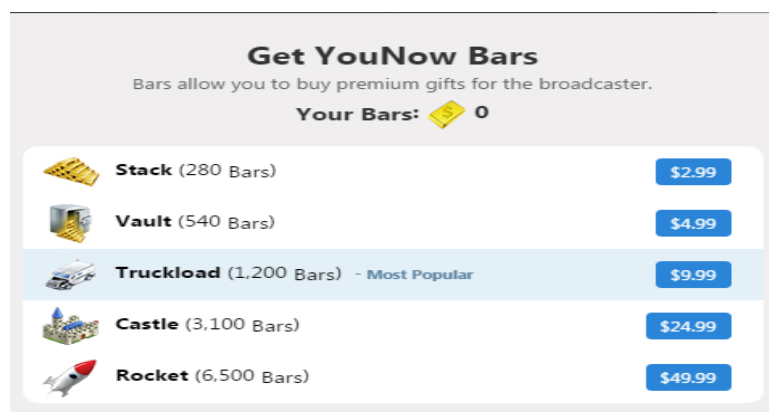 Get YouNow Bars
Bars allow you to buy premium gifts for the broadcaster.
Your Bars: 0
Stack (280 Bars) $2.99
Vault (540 Bars) $4.99
Truckload (1,200 Bars) - Most Popular $9.99
Castle (3,100 Bars) $24.99
Rocket (6,500 Bars) $49.99